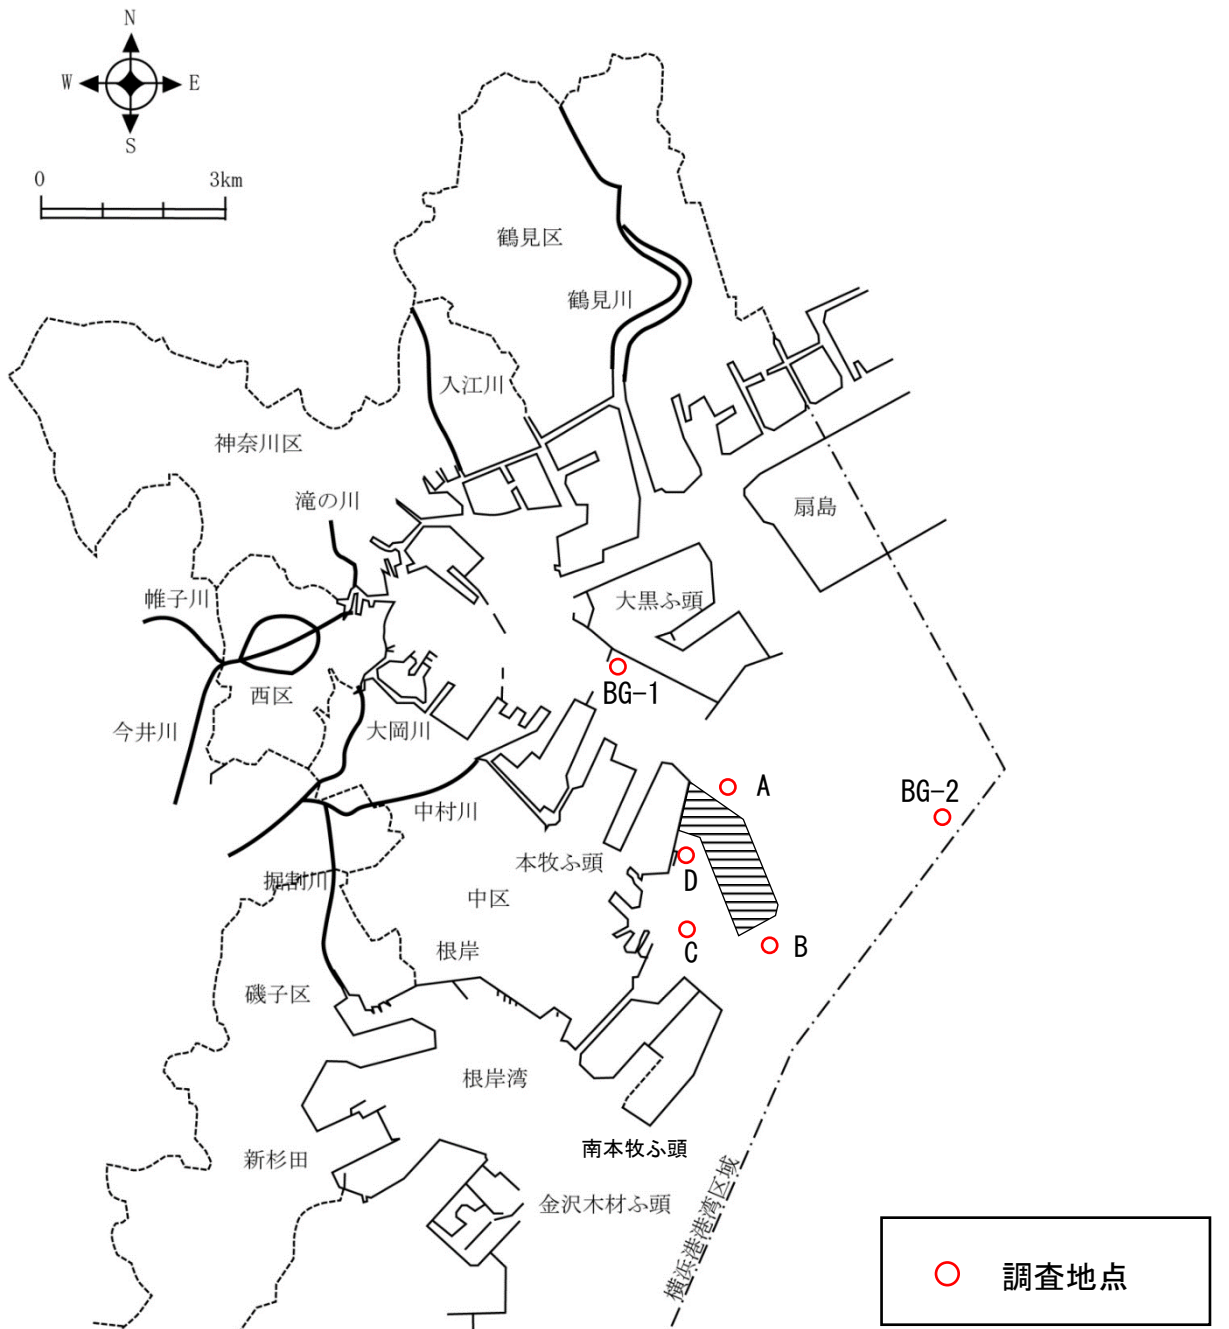 N
W
E
S
0
3km
鶴見区
鶴見川
入江川
神奈川区
滝の川
扇島
帷子川
大黒ふ頭
西区
BG-1
今井川
大岡川
A
BG-2
中村川
本牧ふ頭
掘割川
D
中区
根岸
C
B
磯子区
根岸湾
南本牧ふ頭
新杉田
金沢木材ふ頭
横浜港港湾区域
調査地点